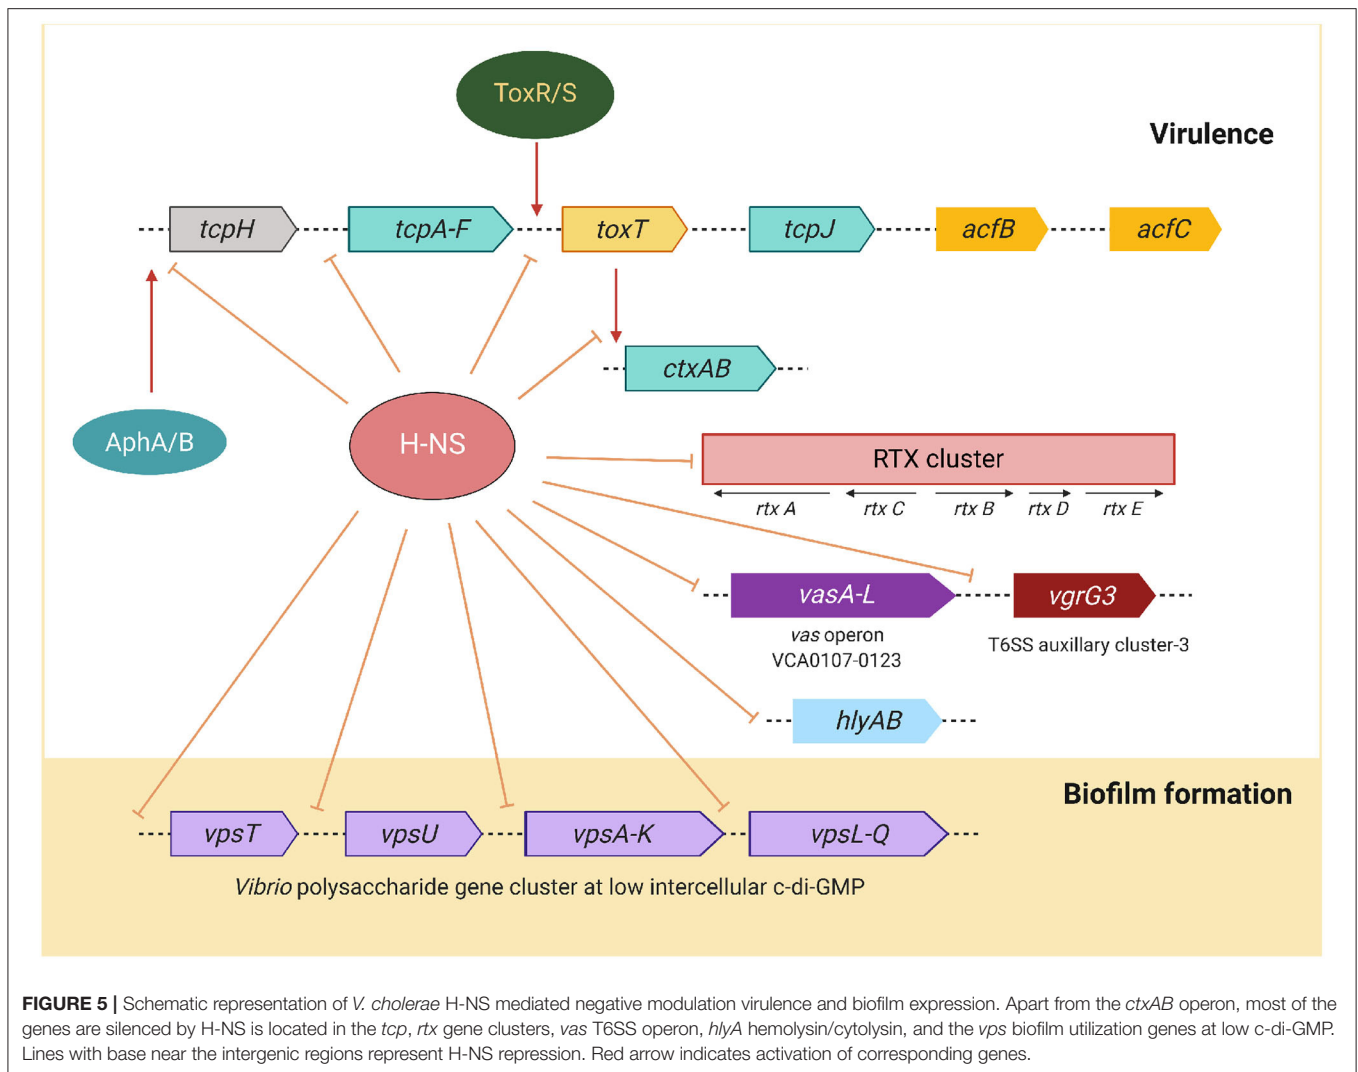 ToxR/S
Virulence
tcpH
tcpA-F
toxT
tcpJ
acfB
acfC
ctxAB
AphA/B
H-NS
RTX cluster
rtx A
rtx C
rtx B
rtx D
rtx E
vasA-L
vgrG3
vas operon
VCA0107-0123
T6SS auxillary cluster-3
hlyAB
Biofilm formation
vpsT
vpsU
vpsA-K
vpsL-Q
Vibrio polysaccharide gene cluster at low intercellular c-di-GMP
FIGURE 5 | Schematic representation of V. cholerae H-NS mediated negative modulation virulence and biofilm expression. Apart from the ctxAB operon, most of the
genes are silenced by H-NS is located in the tcp, rtx gene clusters, vas T6SS operon, hlyA hemolysin/cytolysin, and the vps biofilm utilization genes at low c-di-GMP.
Lines with base near the intergenic regions represent H-NS repression. Red arrow indicates activation of corresponding genes.